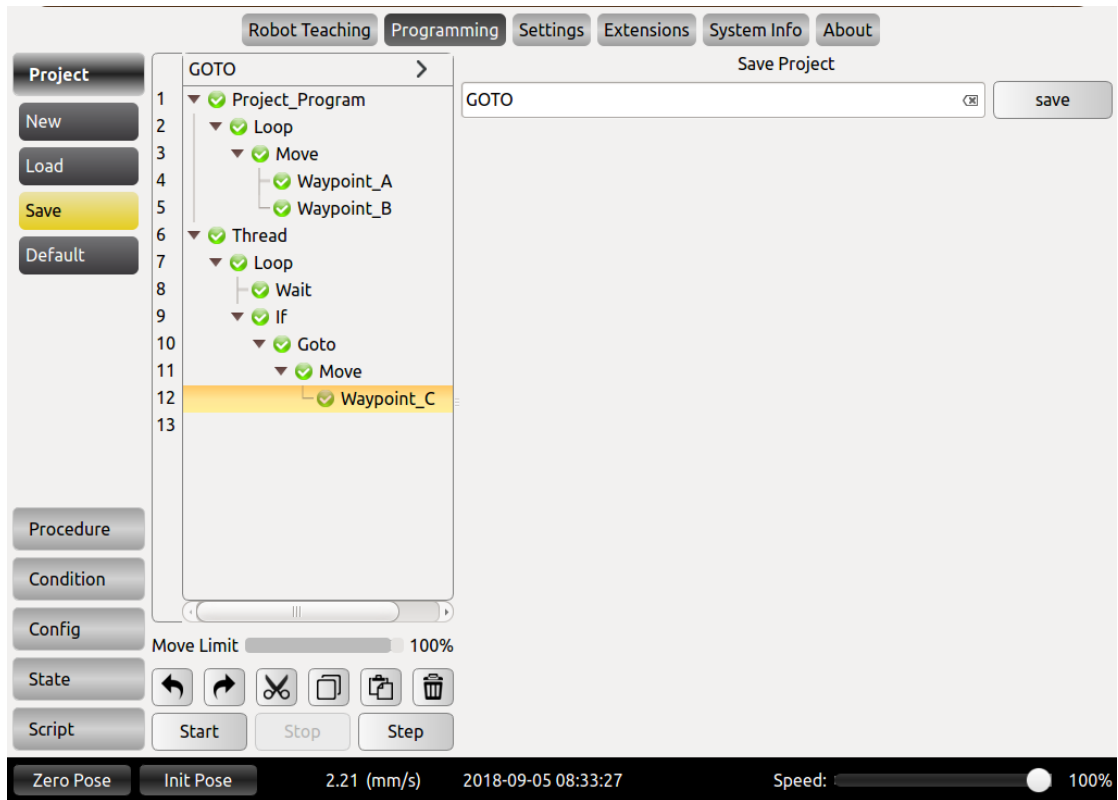 Robot Teaching Programming Settings Extensions System Info About
Project
New
Load
Save
Default
Procedure
Condition
Config
State
Script
GOTO >
1 Project_Program
2 Loop
3 Move
4 Waypoint_A
5 Waypoint_B
6 Thread
7 Loop
8 Wait
9 If
10 Goto
11 Move
12 Waypoint_C
13
Move Limit 100%
Start Stop Step
Save Project
GOTO save
Zero Pose Init Pose 2.21 (mm/s) 2018-09-05 08:33:27 Speed: 100%